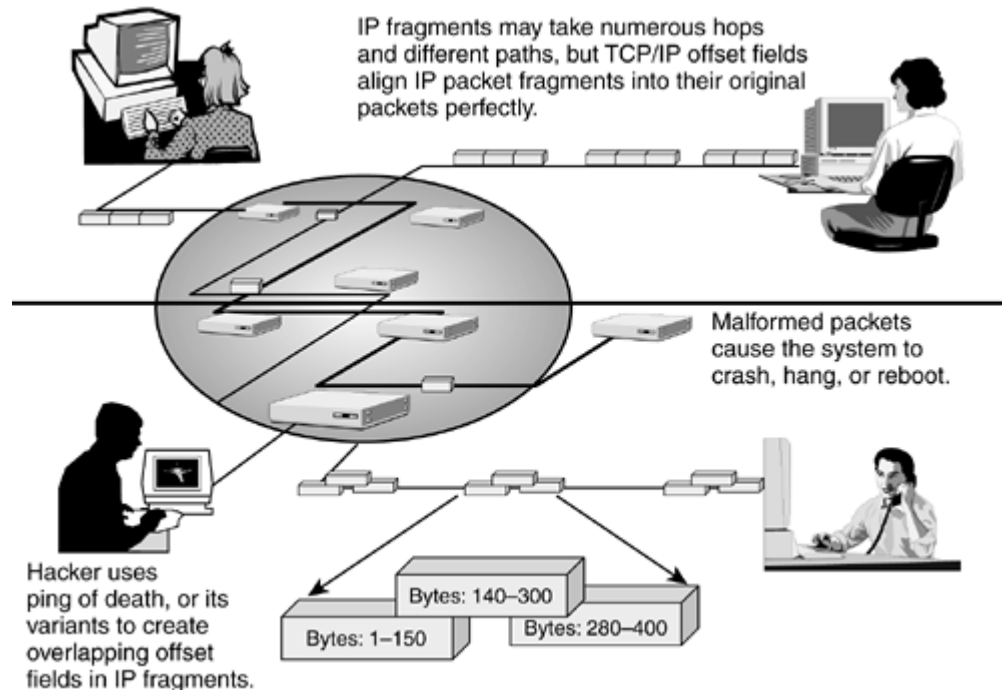 IP fragments may take numerous hops
and different paths, but TCP/IP offset fields
align IP packet fragments into their original
packets perfectly.
Malformed packets
cause the system to
crash, hang, or reboot.
Hacker uses
ping of death, or its
variants to create
overlapping offset
fields in IP fragments.
Bytes: 140–300
Bytes: 1–150
Bytes: 280–400